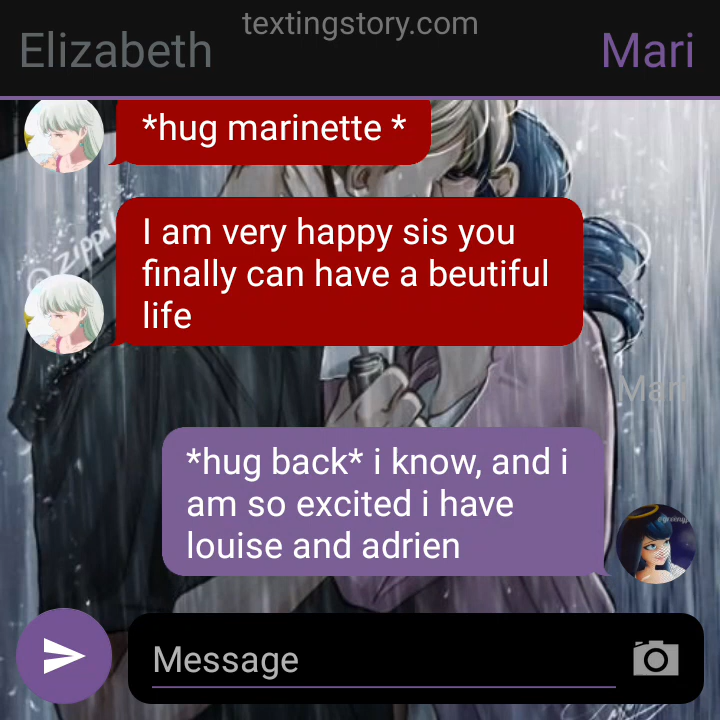 textingstory.com
Elizabeth
Mari
*hug marinette *
I am very happy sis you
finally can have a beutiful
life
@zippi
Mari
*hug back* i know, and i
am so excited i have
louise and adrien
Message